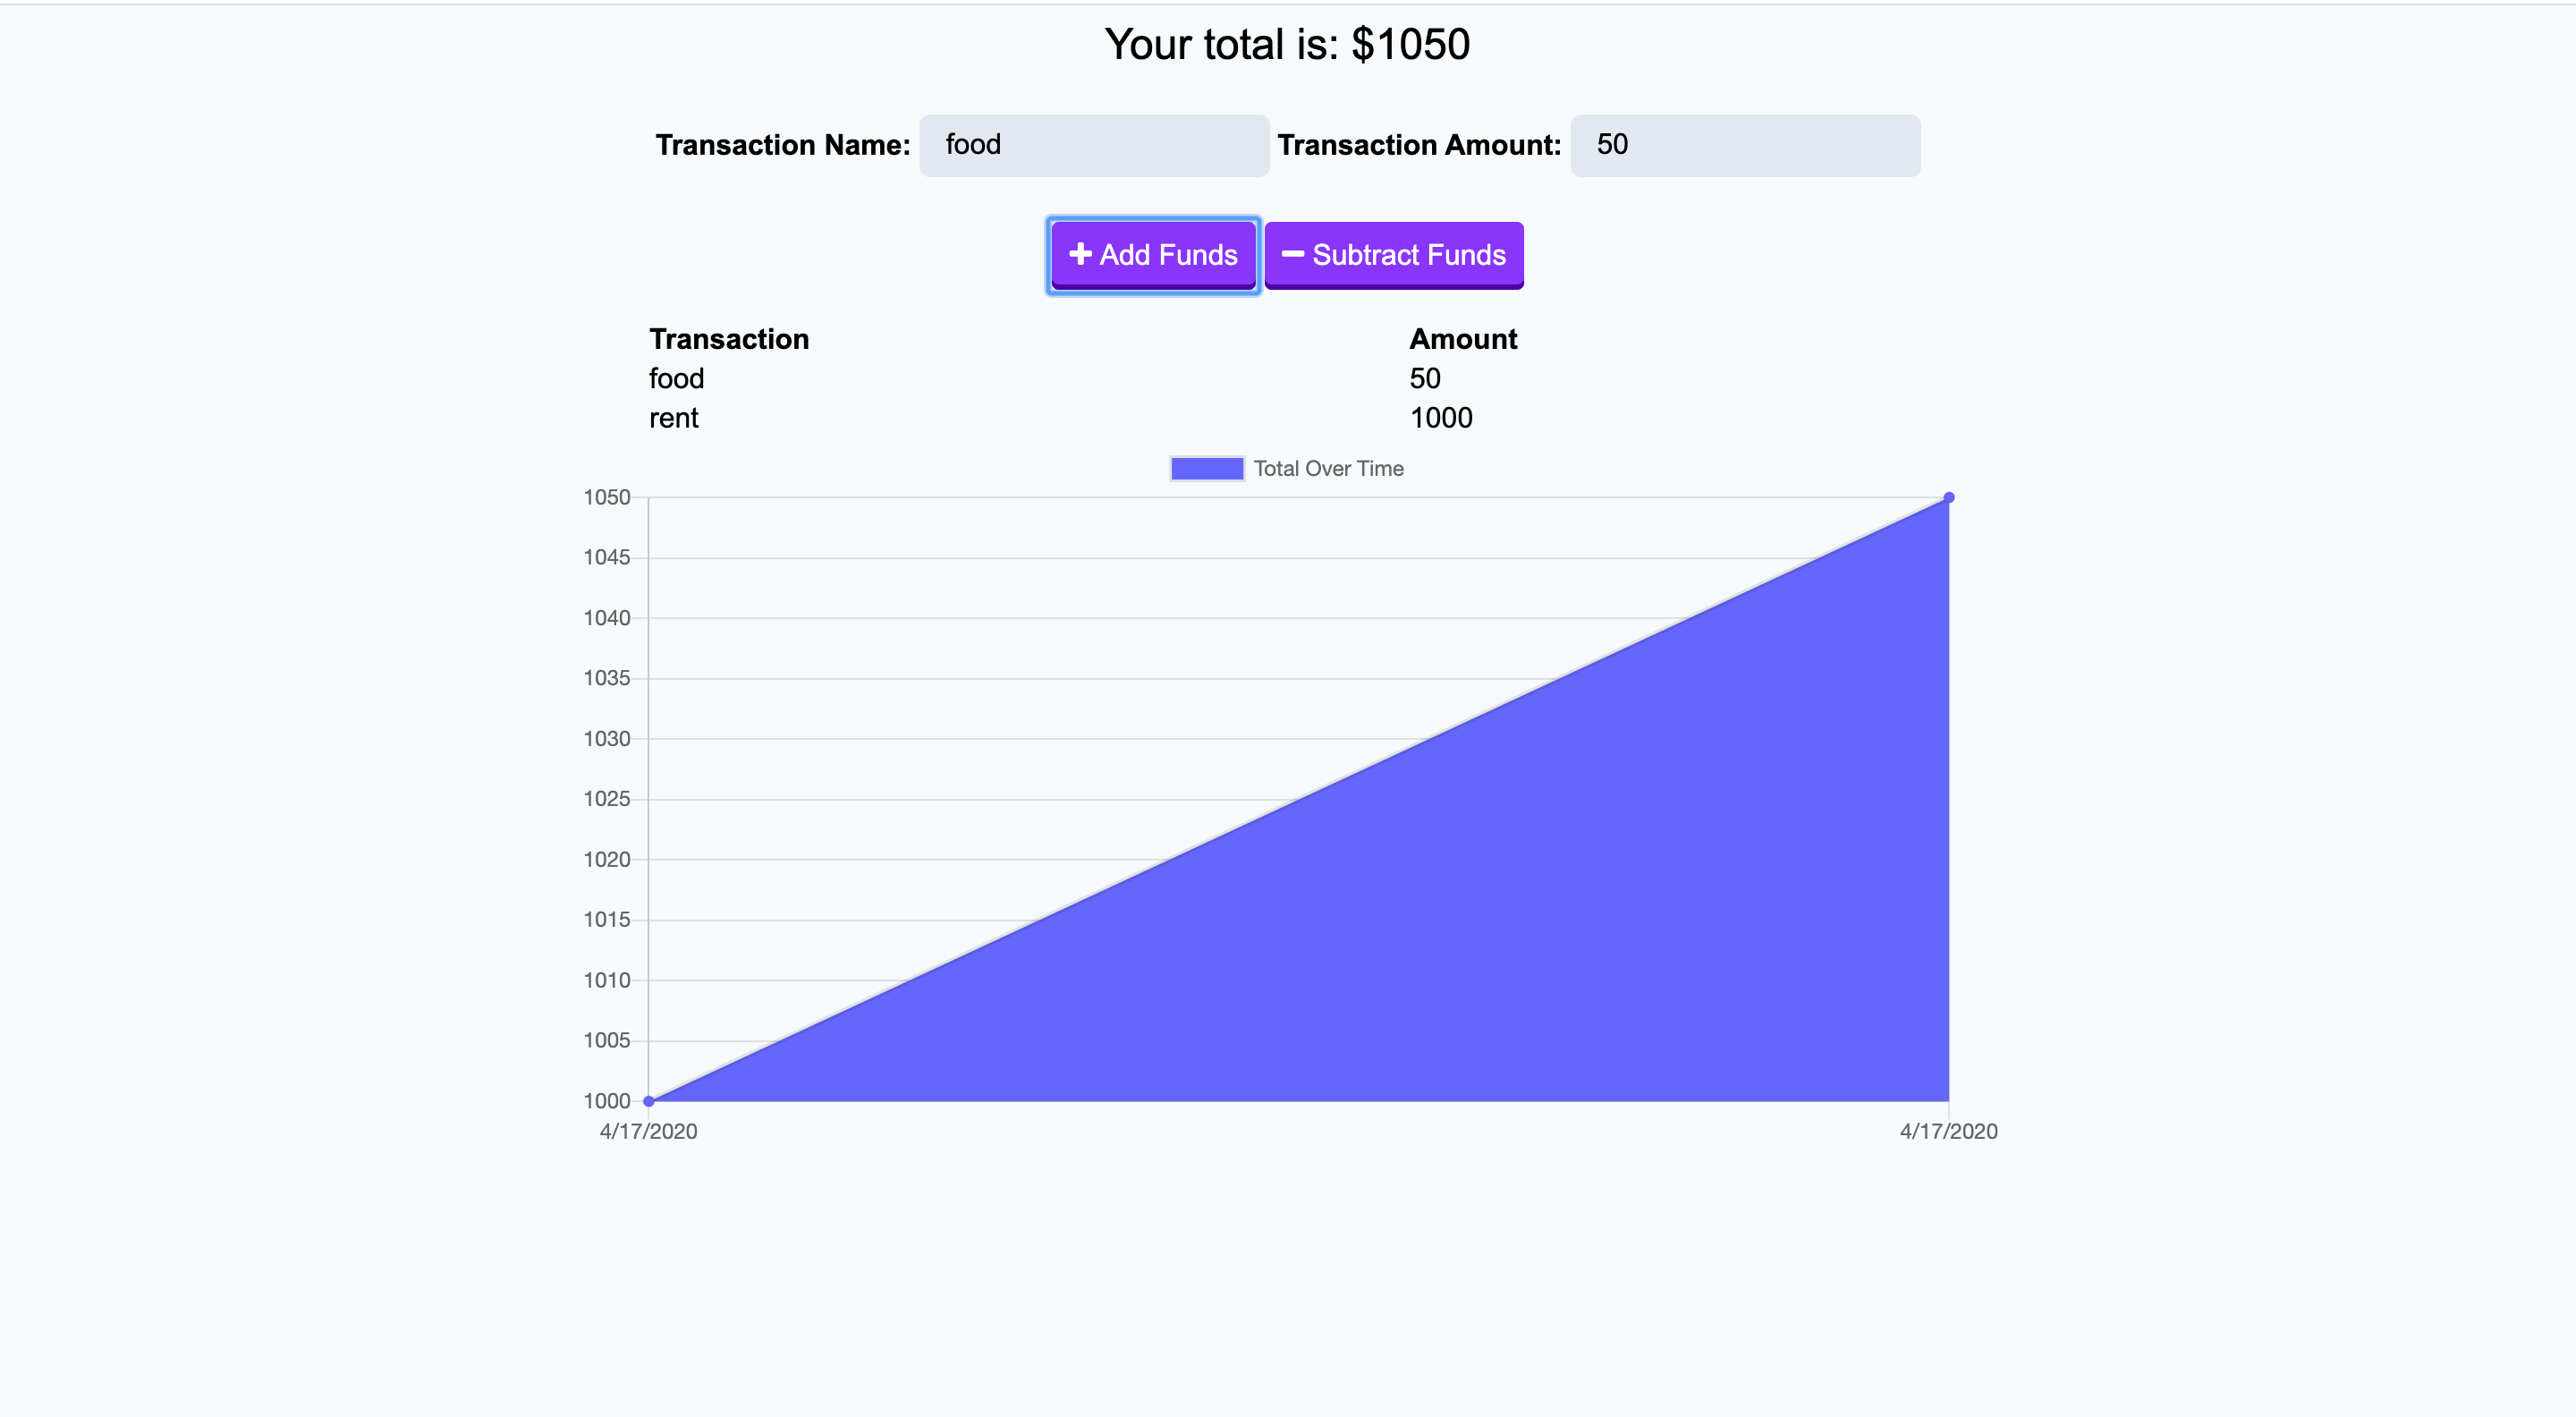 Your total is: $1050
Transaction Name: food Transaction Amount: 50
Add Funds Subtract Funds
Transaction Amount
food 50
rent 1000
Total Over Time
1050
1045
1040
1035
1030
1025
1020
1015
1010
1005
1000
4/17/2020 4/17/2020